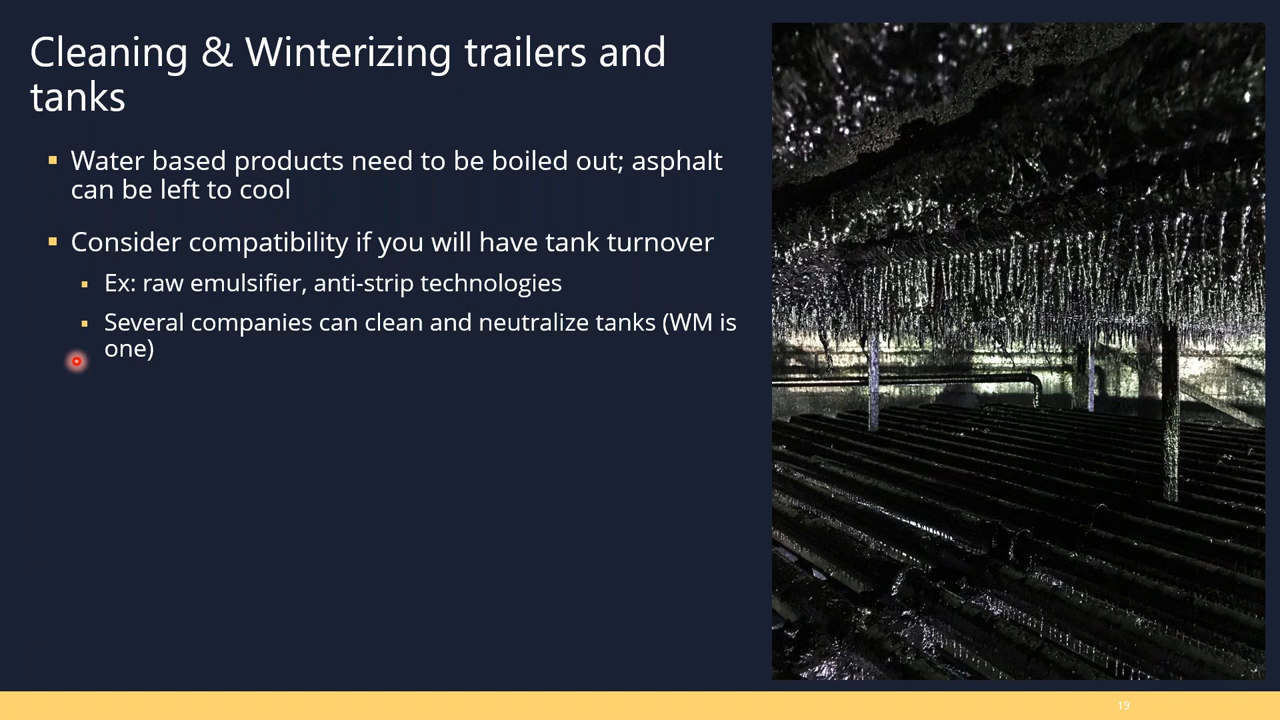 Cleaning & Winterizing trailers and
tanks
Water based products need to be boiled out; asphalt
can be left to cool
Consider compatibility if you will have tank turnover
Ex: raw emulsifier, anti-strip technologies
Several companies can clean and neutralize tanks (WM is
one)
19